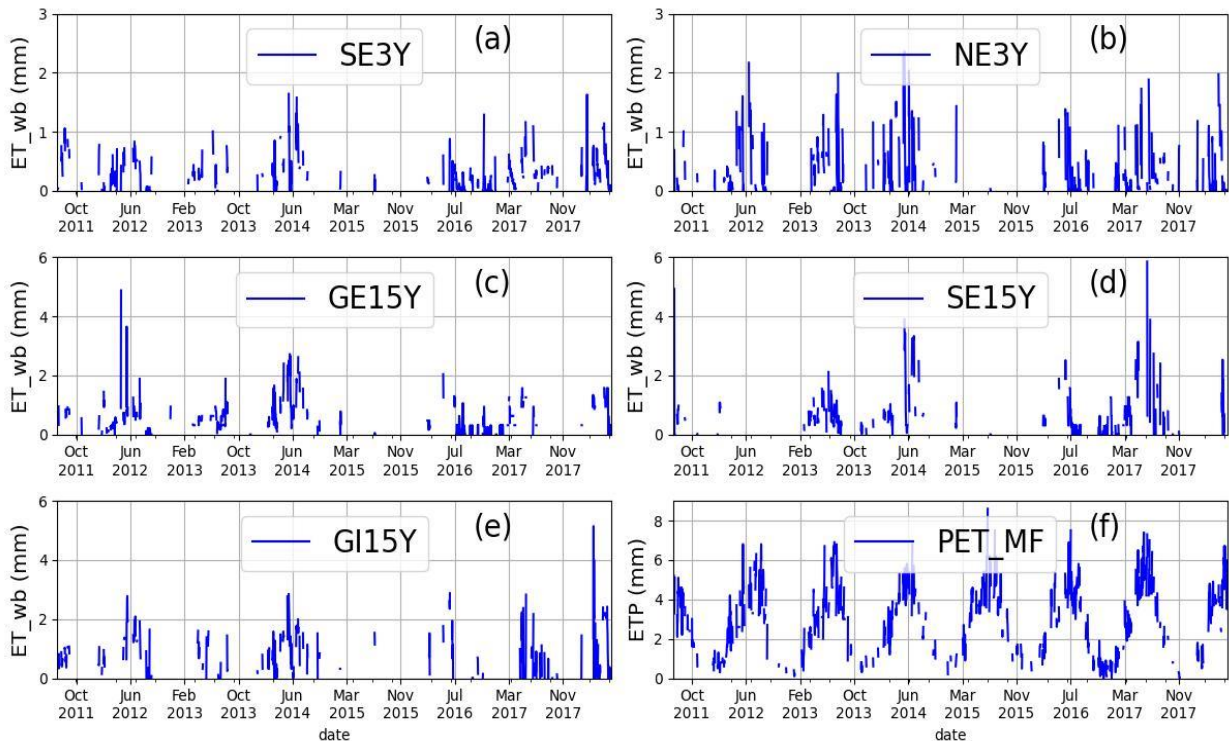 (a)
SE3Y
ET_wb (mm)
3
2
1
0
Oct Jun Feb Oct Jun Mar Nov Jul Mar Nov
2011 2012 2013 2013 2014 2015 2015 2016 2017 2017
(b)
NE3Y
ET_wb (mm)
3
2
1
0
Oct Jun Feb Oct Jun Mar Nov Jul Mar Nov
2011 2012 2013 2013 2014 2015 2015 2016 2017 2017
(c)
GE15Y
ET_wb (mm)
6
4
2
0
Oct Jun Feb Oct Jun Mar Nov Jul Mar Nov
2011 2012 2013 2013 2014 2015 2015 2016 2017 2017
(d)
SE15Y
ET_wb (mm)
6
4
2
0
Oct Jun Feb Oct Jun Mar Nov Jul Mar Nov
2011 2012 2013 2013 2014 2015 2015 2016 2017 2017
(e)
GI15Y
ET_wb (mm)
6
4
2
0
Oct Jun Feb Oct Jun Mar Nov Jul Mar Nov
2011 2012 2013 2013 2014 2015 2015 2016 2017 2017
date
(f)
PET_MF
ETP (mm)
8
6
4
2
0
Oct Jun Feb Oct Jun Mar Nov Jul Mar Nov
2011 2012 2013 2013 2014 2015 2015 2016 2017 2017
date